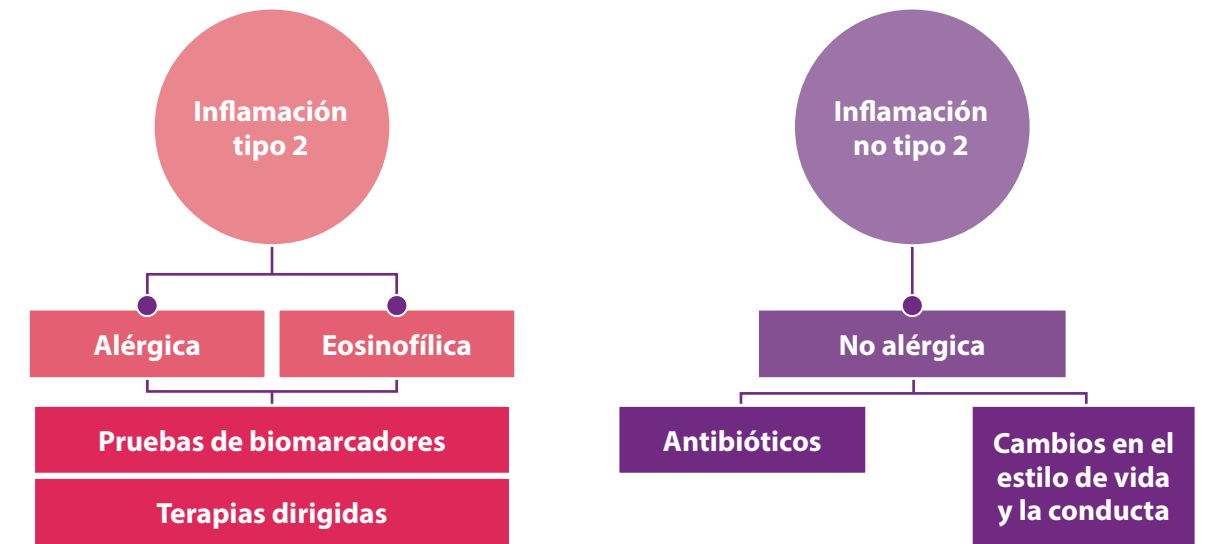 Inflamación
tipo 2
Alérgica
Eosinofílica
Pruebas de biomarcadores
Terapias dirigidas
Inflamación
no tipo 2
No alérgica
Antibióticos
Cambios en el
estilo de vida
y la conducta